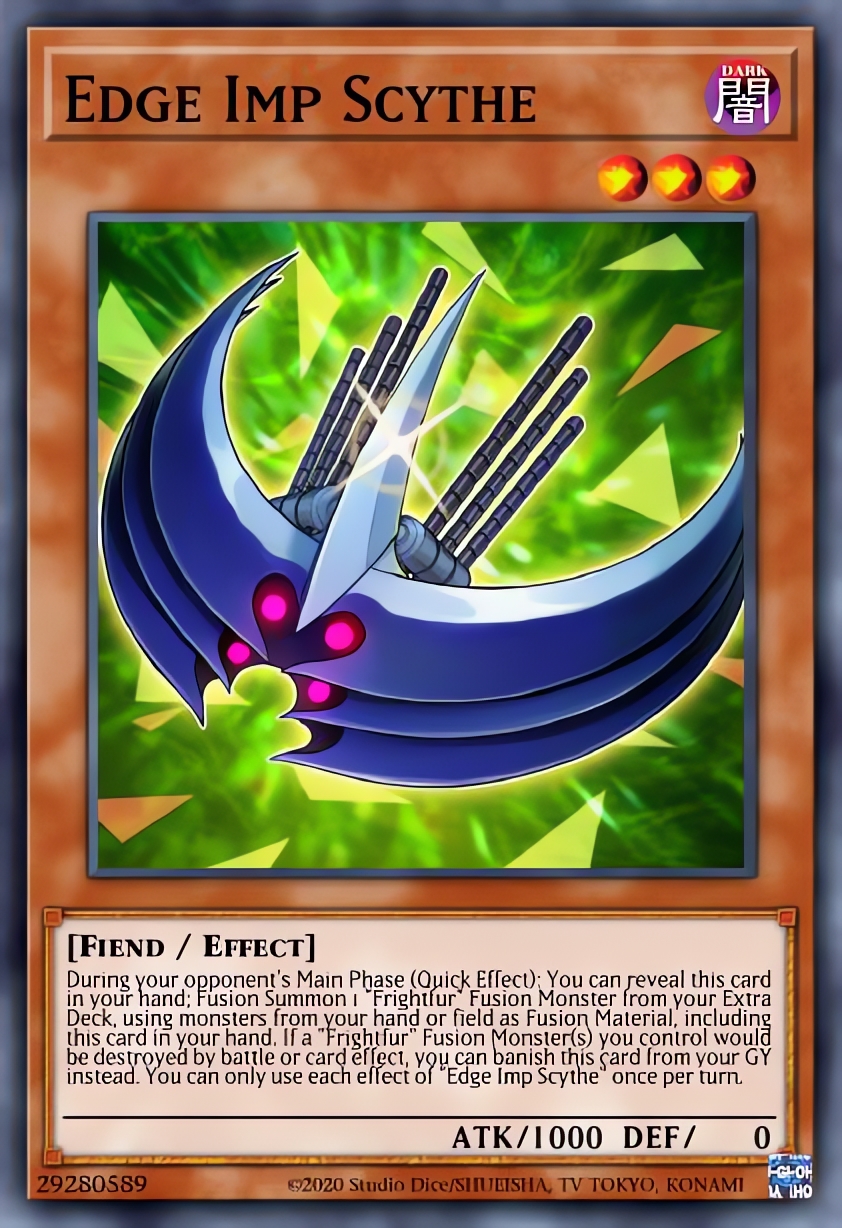 Edge Imp Scythe
DARK
闇
[Fiend / Effect]
During your opponent's Main Phase (Quick Effect): You can reveal this card
in your hand; Fusion Summon 1 "Frightfur" Fusion Monster from your Extra
Deck, using monsters from your hand or field as Fusion Material, including
this card in your hand. If a "Frightfur" Fusion Monster(s) you control would
be destroyed by battle or card effect, you can banish this card from your GY
instead. You can only use each effect of "Edge Imp Scythe" once per turn.
ATK/1000 DEF/ 0
29280589 ©2020 Studio Dice/SHUEISHA, TV TOKYO, KONAMI